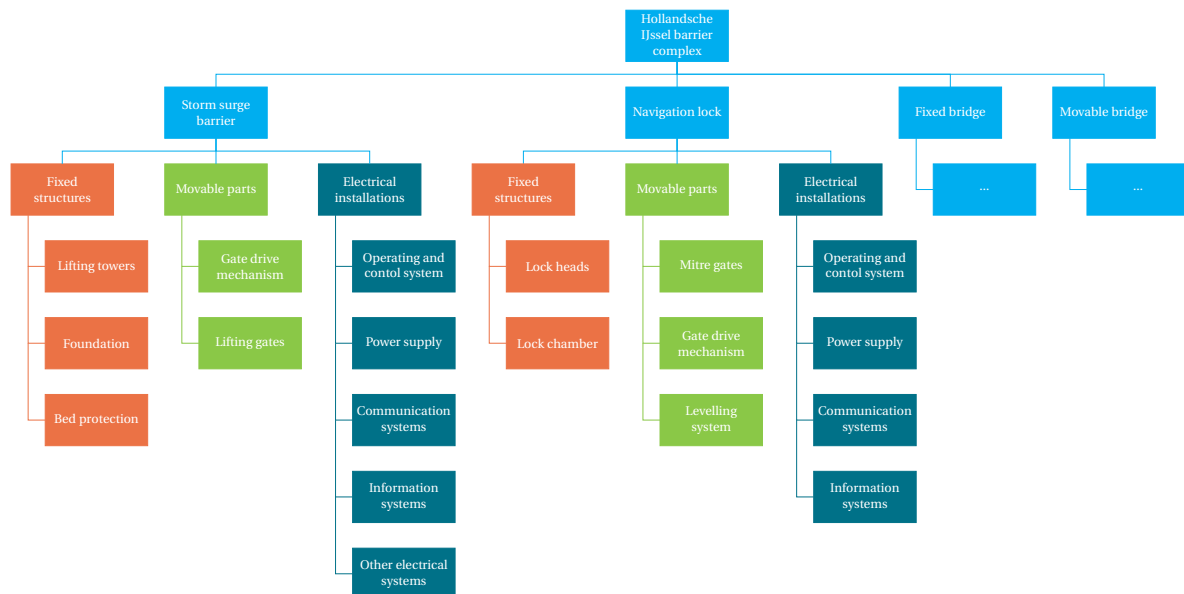 Hollandsche
IJssel barrier
complex
Storm surge
barrier
Navigation lock
Fixed bridge
Movable bridge
Fixed
structures
Movable parts
Electrical
installations
Fixed
structures
Movable parts
Electrical
installations
...
...
Lifting towers
Gate drive
mechanism
Operating and
contol system
Lock heads
Mitre gates
Operating and
contol system
Foundation
Lifting gates
Power supply
Lock chamber
Gate drive
mechanism
Power supply
Bed protection
Communication
systems
Levelling
system
Communication
systems
Information
systems
Information
systems
Other electrical
systems